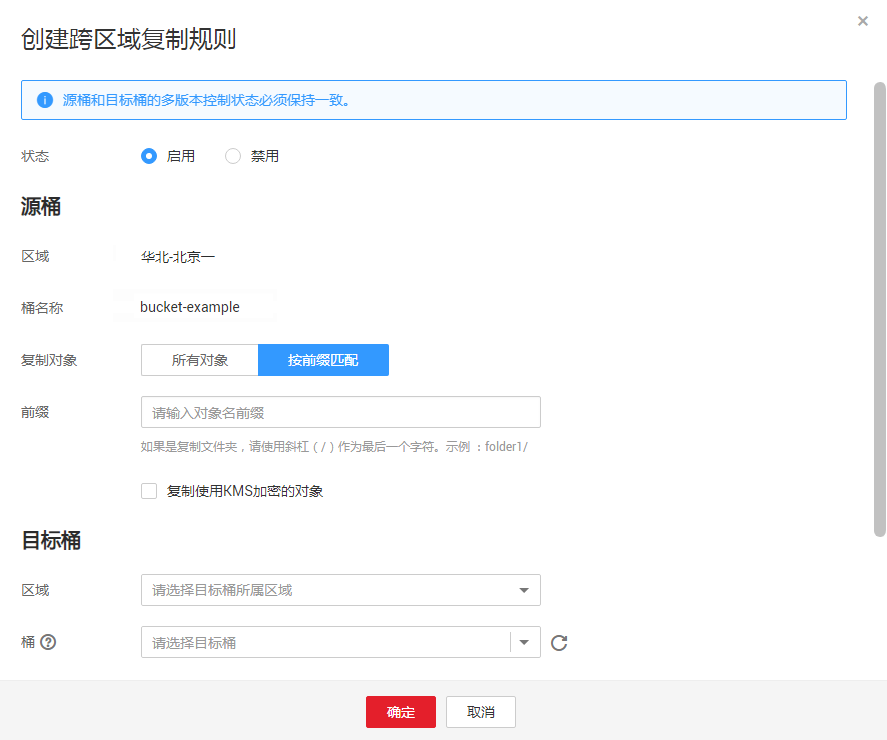 创建跨区域复制规则
源桶和目标桶的多版本控制状态必须保持一致。
状态 启用 禁用
源桶
区域 华北-北京一
桶名称 bucket-example
复制对象 所有对象 按前缀匹配
前缀 请输入对象名前缀
如果是复制文件夹，请使用斜杠（/）作为最后一个字符。示例：folder1/
复制使用KMS加密的对象
目标桶
区域 请选择目标桶所属区域
桶 请选择目标桶
确定 取消